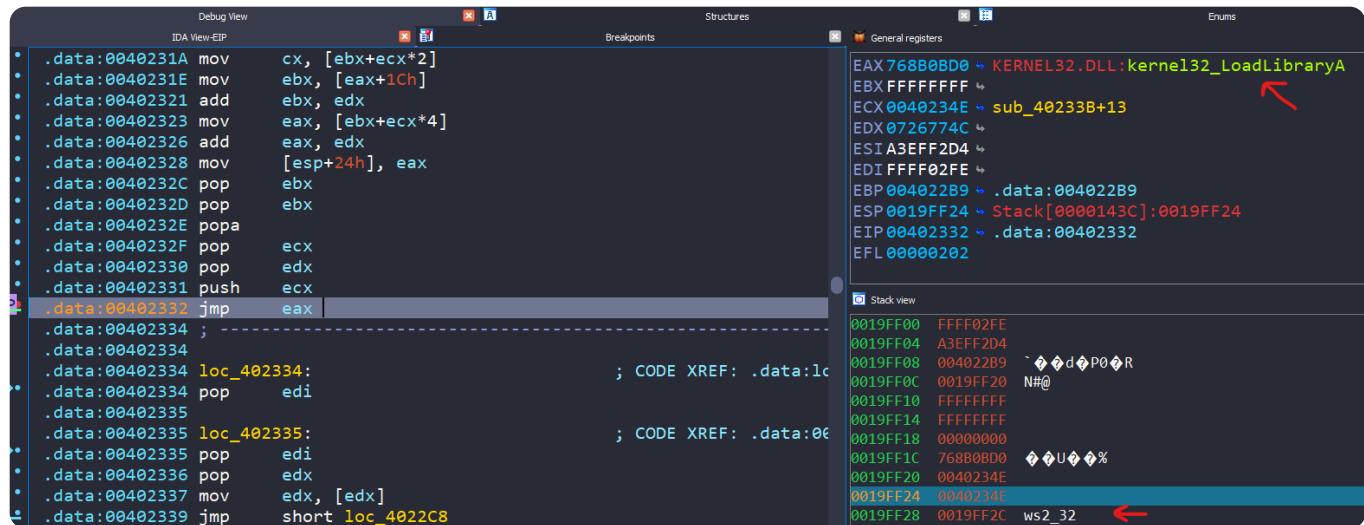 Debug View
Structures
Enums
IDA View-EIP
Breakpoints
General registers
.data:0040231A mov cx, [ebx+ecx*2]
.data:0040231E mov ebx, [eax+1Ch]
.data:00402321 add ebx, edx
.data:00402323 mov eax, [ebx+ecx*4]
.data:00402326 add eax, edx
.data:00402328 mov [esp+24h], eax
.data:0040232C pop ebx
.data:0040232D pop ebx
.data:0040232E popa
.data:0040232F pop ecx
.data:00402330 pop edx
.data:00402331 push ecx
.data:00402332 jmp eax
.data:00402334 ; ------------------------------------------------------------
.data:00402334
.data:00402334 loc_402334: ; CODE XREF: .data:lo
.data:00402334 pop edi
.data:00402335
.data:00402335 loc_402335: ; CODE XREF: .data:00
.data:00402335 pop edi
.data:00402336 pop edx
.data:00402337 mov edx, [edx]
.data:00402339 jmp short loc_4022C8
EAX 768B0BD0 KERNEL32.DLL:kernel32_LoadLibraryA
EBX FFFFFFFF
ECX 0040234E sub_40233B+13
EDX 0726774C
ESI A3EFF2D4
EDI FFFF02FE
EBP 004022B9 .data:004022B9
ESP 0019FF24 Stack[0000143C]:0019FF24
EIP 00402332 .data:00402332
EFL 00000202
Stack view
0019FF00 FFFF02FE
0019FF04 A3EFF2D4
0019FF08 004022B9 `��d�P0�R
0019FF0C 0019FF20 N#@
0019FF10 FFFFFFFF
0019FF14 FFFFFFFF
0019FF18 00000000
0019FF1C 768B0BD0 ��U��%
0019FF20 0040234E
0019FF24 0040234E
0019FF28 0019FF2C ws2_32